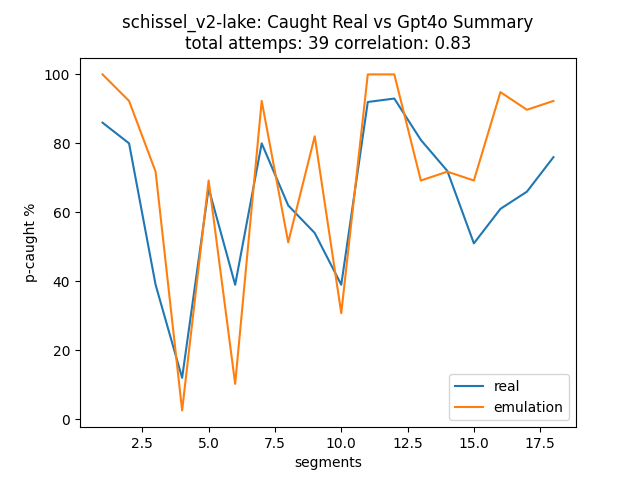 schissel_v2-lake: Caught Real vs Gpt4o Summary
total attemps: 39 correlation: 0.83
100
80
60
40
20
0
p-caught %
2.5 5.0 7.5 10.0 12.5 15.0 17.5
segments
real
emulation